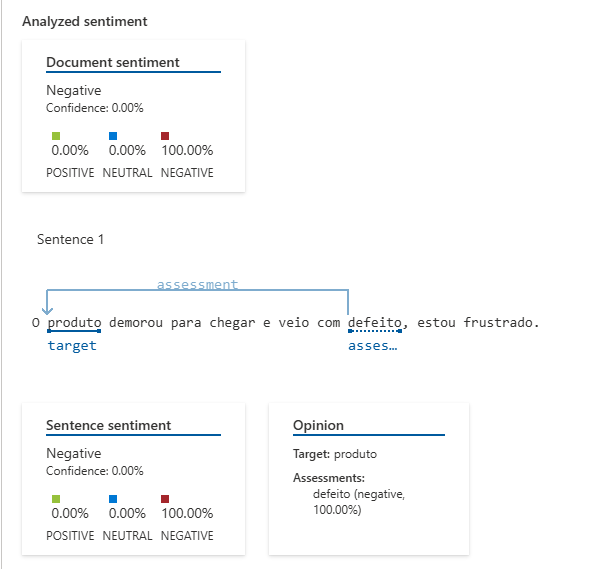 Analyzed sentiment
Document sentiment
Negative
Confidence: 0.00%
0.00% 0.00% 100.00%
POSITIVE NEUTRAL NEGATIVE
Sentence 1
assessment
O produto demorou para chegar e veio com defeito, estou frustrado.
target asses…
Sentence sentiment
Negative
Confidence: 0.00%
0.00% 0.00% 100.00%
POSITIVE NEUTRAL NEGATIVE
Opinion
Target: produto
Assessments:
defeito (negative,
100.00%)